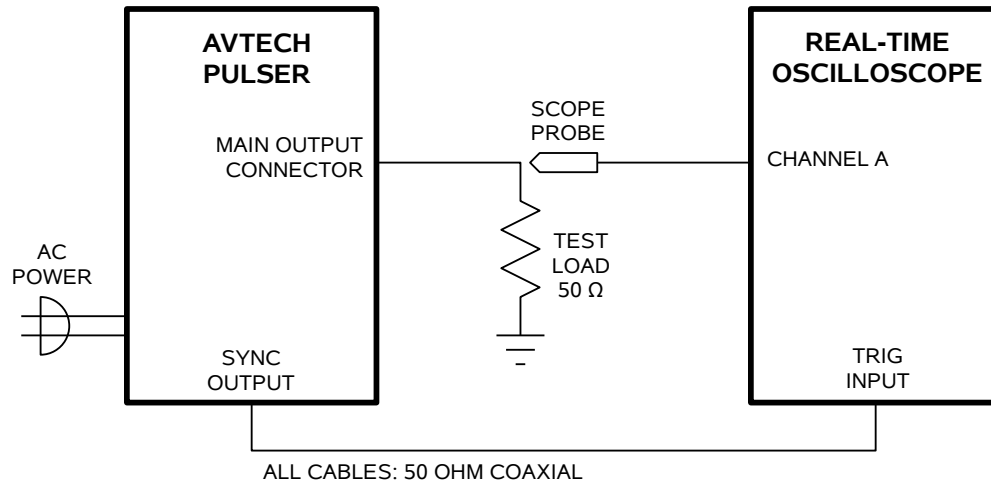 AVTECH
PULSER
MAIN OUTPUT
CONNECTOR
AC
POWER
SYNC
OUTPUT
SCOPE
PROBE
TEST
LOAD
50 Ω
REAL-TIME
OSCILLOSCOPE
CHANNEL A
TRIG
INPUT
ALL CABLES: 50 OHM COAXIAL